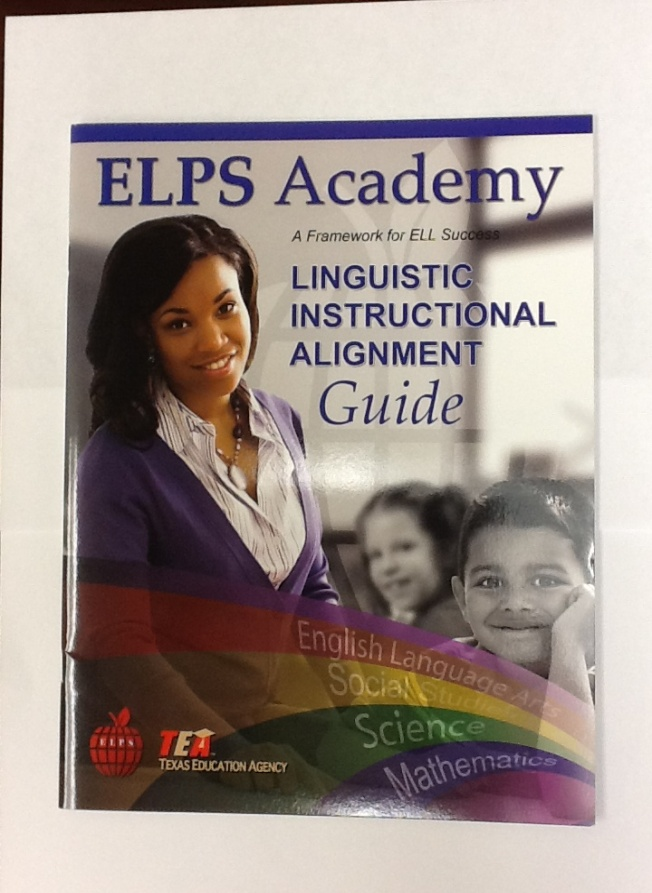 ELPS Academy
A Framework for ELL Success
LINGUISTIC
INSTRUCTIONAL
ALIGNMENT
Guide
English Language Arts
Social Studies
Science
Mathematics
ELPS
TEA
TEXAS EDUCATION AGENCY